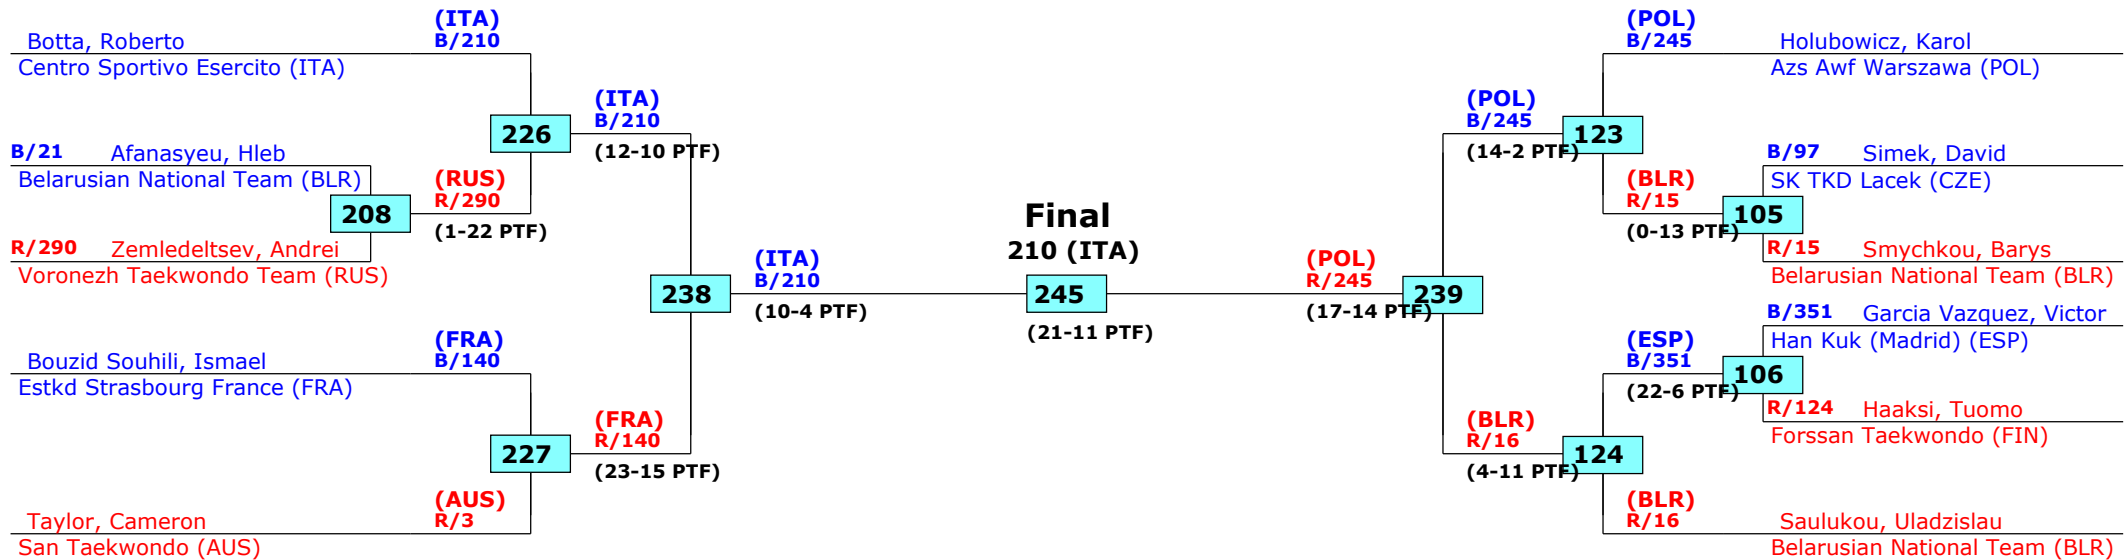 (ITA)
B/210
Botta, Roberto
Centro Sportivo Esercito (ITA)
226
(ITA)
B/210
(12-10 PTF)
B/21 Afanasyeu, Hleb
Belarusian National Team (BLR)
208
(RUS)
R/290
(1-22 PTF)
R/290 Zemledeltsev, Andrei
Voronezh Taekwondo Team (RUS)
238
(ITA)
B/210
(10-4 PTF)
(FRA)
B/140
Bouzid Souhili, Ismael
Estkd Strasbourg France (FRA)
227
(FRA)
R/140
(23-15 PTF)
(AUS)
R/3
Taylor, Cameron
San Taekwondo (AUS)
Final
210 (ITA)
245
(21-11 PTF)
(POL)
B/245
Holubowicz, Karol
Azs Awf Warszawa (POL)
(POL)
B/245
123
(14-2 PTF)
B/97 Simek, David
SK TKD Lacek (CZE)
(BLR)
R/15
105
(0-13 PTF)
R/15 Smychkou, Barys
Belarusian National Team (BLR)
(POL)
R/245
239
(17-14 PTF)
B/351 Garcia Vazquez, Victor
Han Kuk (Madrid) (ESP)
(ESP)
B/351
106
(22-6 PTF)
R/124 Haaksi, Tuomo
Forssan Taekwondo (FIN)
(BLR)
R/16
124
(4-11 PTF)
(BLR)
R/16
Saulukou, Uladzislau
Belarusian National Team (BLR)